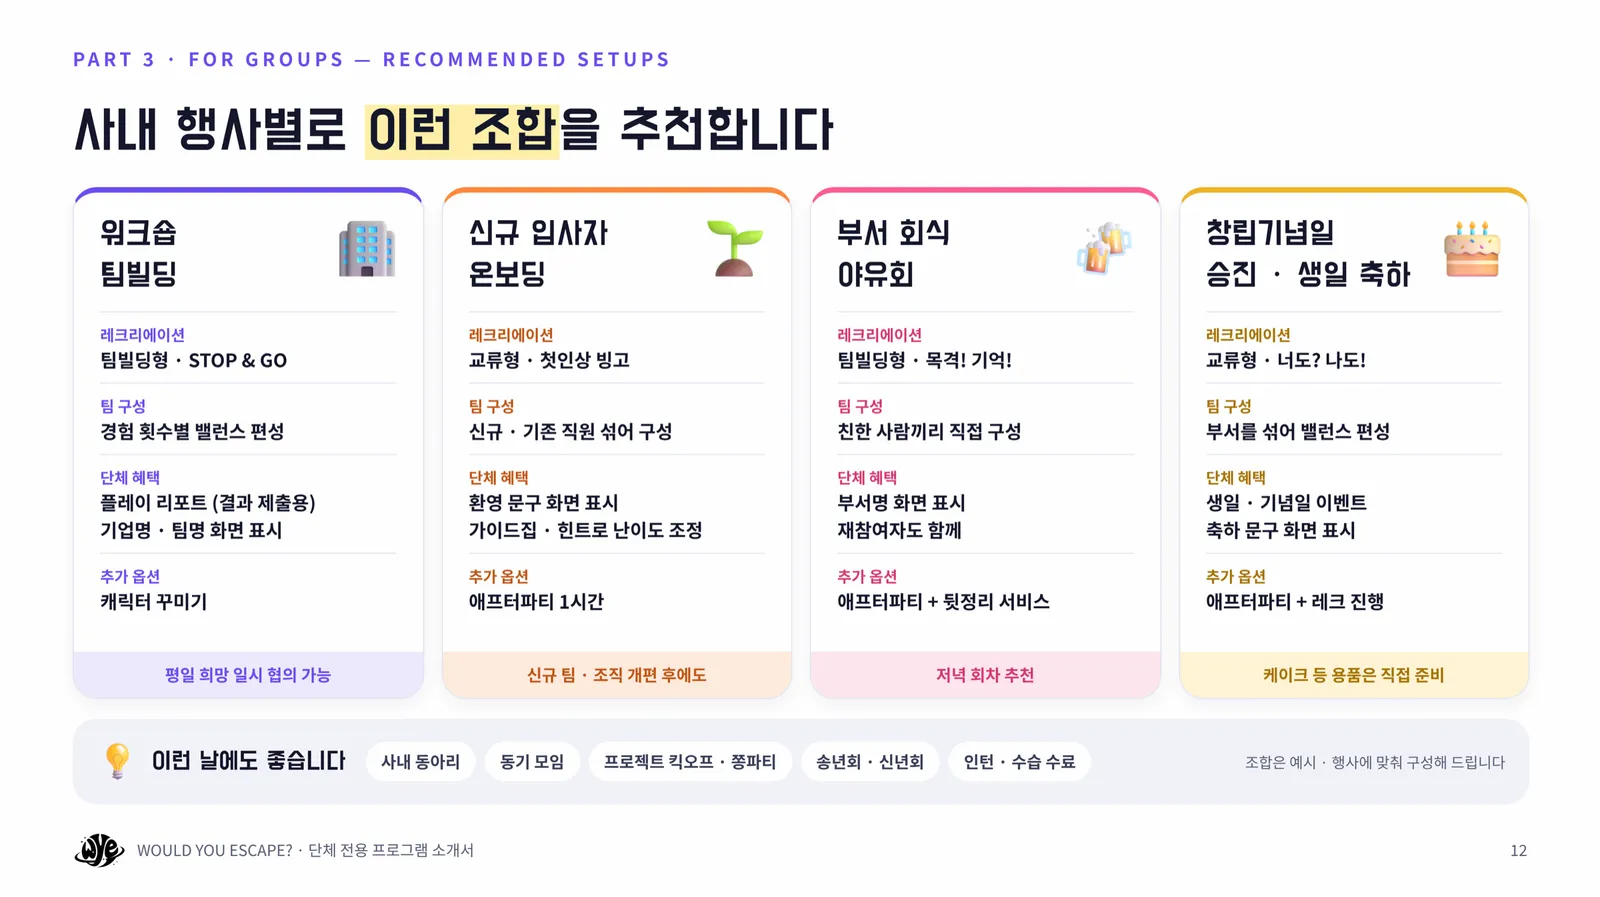 PART 3 · FOR GROUPS — RECOMMENDED SETUPS
사내 행사별로 이런 조합을 추천합니다
워크숍
팀빌딩
레크리에이션
팀빌딩형 · STOP & GO
팀 구성
경험 횟수별 밸런스 편성
단체 혜택
플레이 리포트 (결과 제출용)
기업명 · 팀명 화면 표시
추가 옵션
캐릭터 꾸미기
평일 희망 일시 협의 가능
신규 입사자
온보딩
레크리에이션
교류형 · 첫인상 빙고
팀 구성
신규 · 기존 직원 섞어 구성
단체 혜택
환영 문구 화면 표시
가이드집 · 힌트로 난이도 조정
추가 옵션
애프터파티 1시간
신규 팀 · 조직 개편 후에도
부서 회식
야유회
레크리에이션
팀빌딩형 · 목격! 기억!
팀 구성
친한 사람끼리 직접 구성
단체 혜택
부서명 화면 표시
재참여자도 함께
추가 옵션
애프터파티 + 뒷정리 서비스
저녁 회차 추천
창립기념일
승진 · 생일 축하
레크리에이션
교류형 · 너도? 나도!
팀 구성
부서를 섞어 밸런스 편성
단체 혜택
생일 · 기념일 이벤트
축하 문구 화면 표시
추가 옵션
애프터파티 + 레크 진행
케이크 등 용품은 직접 준비
이런 날에도 좋습니다
사내 동아리
동기 모임
프로젝트 킥오프 · 쫑파티
송년회 · 신년회
인턴 · 수습 수료
조합은 예시 · 행사에 맞춰 구성해 드립니다
wye
WOULD YOU ESCAPE? · 단체 전용 프로그램 소개서
12